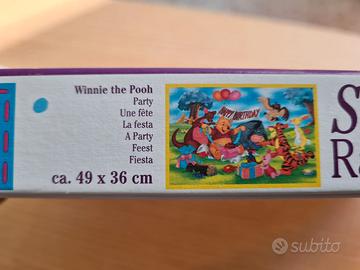 Winnie the Pooh
Party
Une fête
La festa
A Party
Feest
Fiesta
ca. 49 x 36 cm
HAPPY BIRTHDAY
S
R
subito